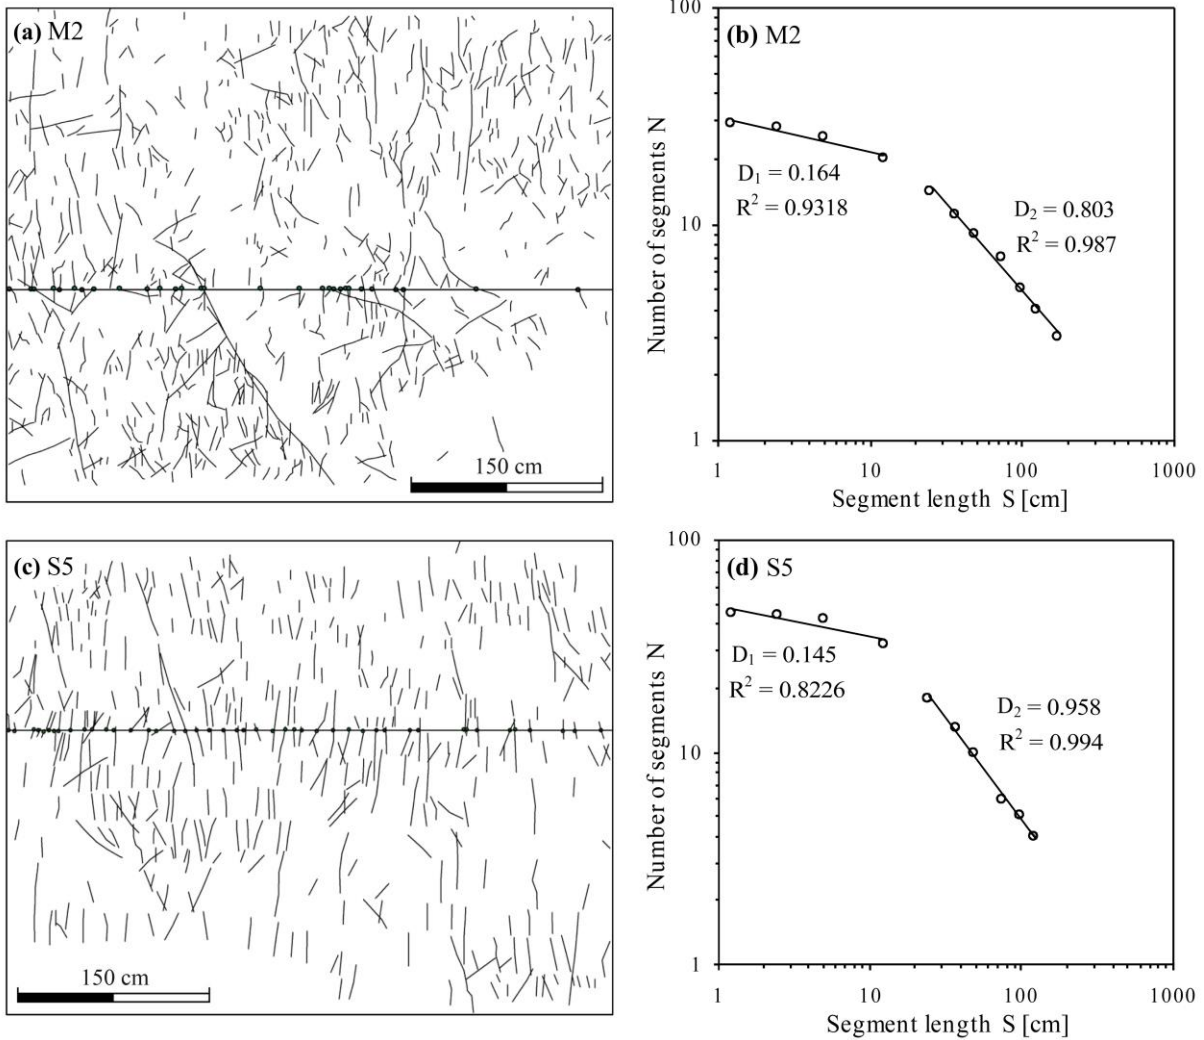 (a) M2
150 cm
(b) M2
100
10
1
Number of segments N
D1 = 0.164
R² = 0.9318
D2 = 0.803
R² = 0.987
1 10 100 1000
Segment length S [cm]
(c) S5
150 cm
(d) S5
100
10
1
Number of segments N
D1 = 0.145
R² = 0.8226
D2 = 0.958
R² = 0.994
1 10 100 1000
Segment length S [cm]